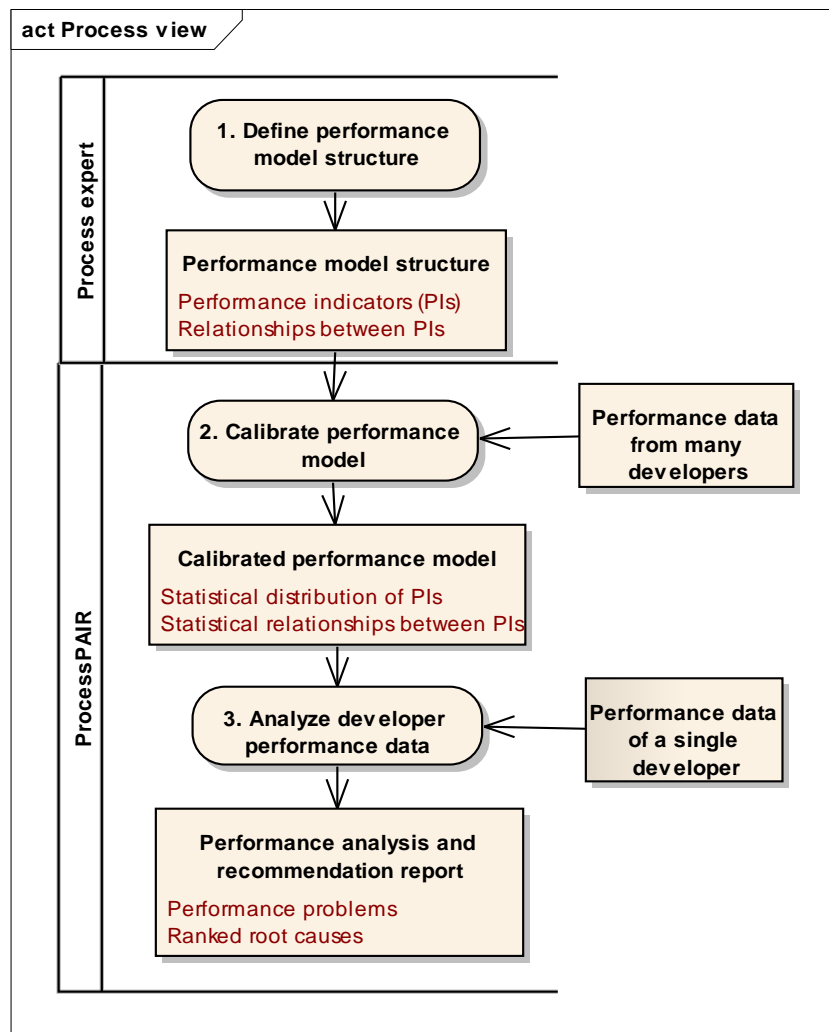 act Process view
Process expert
1. Define performance
model structure
Performance model structure
Performance indicators (PIs)
Relationships between PIs
ProcessPAIR
2. Calibrate performance
model
Performance data
from many
developers
Calibrated performance model
Statistical distribution of PIs
Statistical relationships between PIs
3. Analyze developer
performance data
Performance data
of a single
developer
Performance analysis and
recommendation report
Performance problems
Ranked root causes